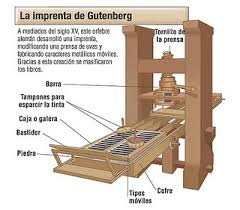 La imprenta de Gutenberg
A mediados del siglo XV, este orfebre
alemán desarrolló una imprenta,
modificando una prensa de uvas y
fabricando caracteres metálicos móviles.
Gracias a esta creación se masificaron
los libros.
Tornillo de
la prensa
Barra
Tampones para
esparcir la tinta
Caja o galera
Bastidor
Piedra
Tipos
móviles
Cofre